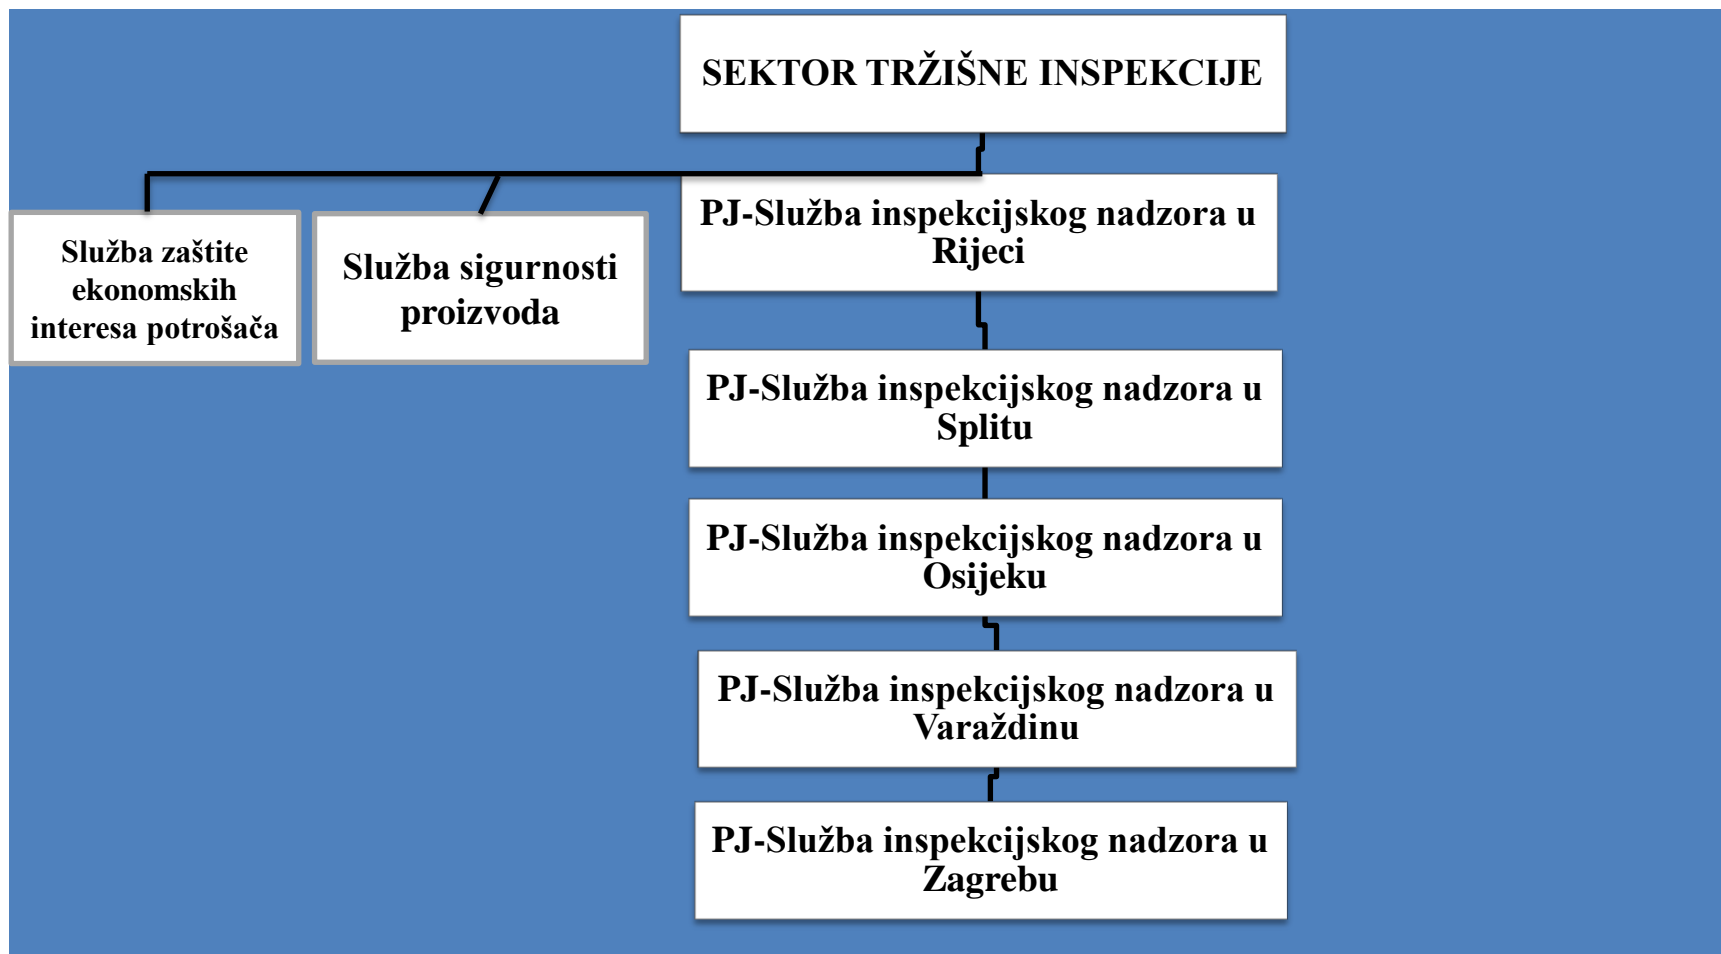 SEKTOR TRŽIŠNE INSPEKCIJE
Služba zaštite
ekonomskih
interesa potrošača
Služba sigurnosti
proizvoda
PJ-Služba inspekcijskog nadzora u
Rijeci
PJ-Služba inspekcijskog nadzora u
Splitu
PJ-Služba inspekcijskog nadzora u
Osijeku
PJ-Služba inspekcijskog nadzora u
Varaždinu
PJ-Služba inspekcijskog nadzora u
Zagrebu